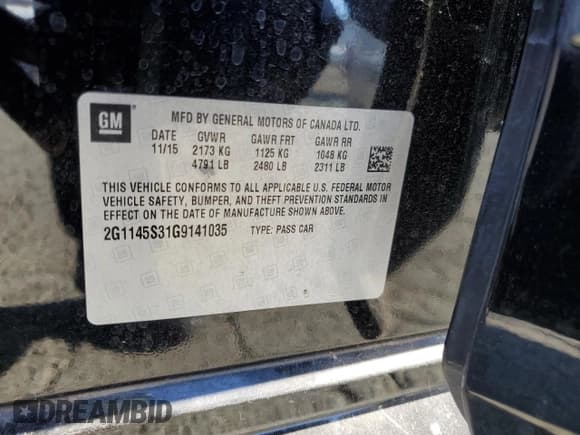 GM
MFD BY GENERAL MOTORS OF CANADA LTD.
DATE GVWR GAWR FRT GAWR RR
11/15 2173 KG 1125 KG 1048 KG
4791 LB 2480 LB 2311 LB
THIS VEHICLE CONFORMS TO ALL APPLICABLE U.S. FEDERAL MOTOR
VEHICLE SAFETY, BUMPER, AND THEFT PREVENTION STANDARDS IN
EFFECT ON THE DATE OF MANUFACTURE SHOWN ABOVE.
2G1145S31G9141035 TYPE: PASS CAR
DREAMBID